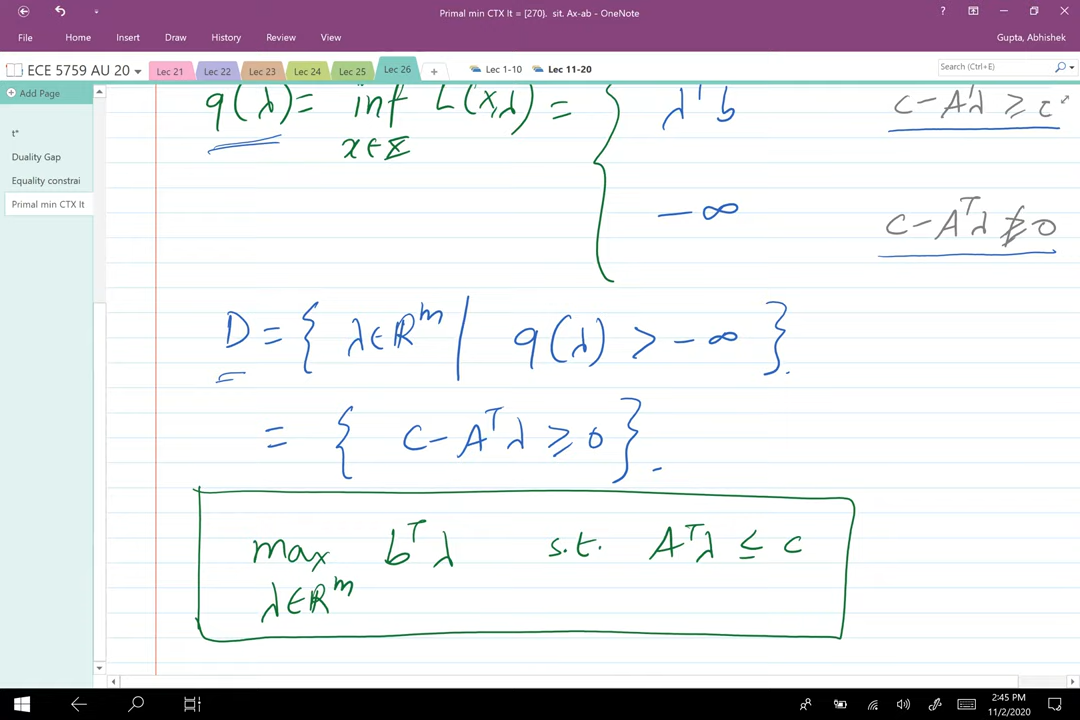 Primal min CTX It = [270}. sit. Ax-ab - OneNote
Gupta, Abhishek
File Home Insert Draw History Review View
ECE 5759 AU 20 Lec 21 Lec 22 Lec 23 Lec 24 Lec 25 Lec 26 + Lec 1-10 Lec 11-20 Search (Ctrl+E)
Add Page
t*
Duality Gap
Equality constrai
Primal min CTX It
q(λ) = inf L(x,λ) = { λᵀb
x∈X
C-Aᵀλ ≥
-∞ C-Aᵀλ ≱ 0
D = { λ∈ℝᵐ | q(λ) > -∞ }.
= { C-Aᵀλ ≥ 0 }.
max bᵀλ s.t. Aᵀλ ≤ c
λ∈ℝᵐ
2:45 PM
11/2/2020